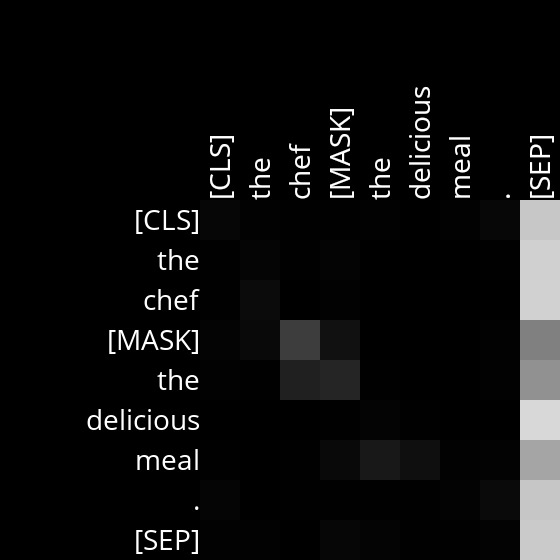 [CLS] the chef [MASK] the delicious meal . [SEP]
[CLS]
the
chef
[MASK]
the
delicious
meal
.
[SEP]